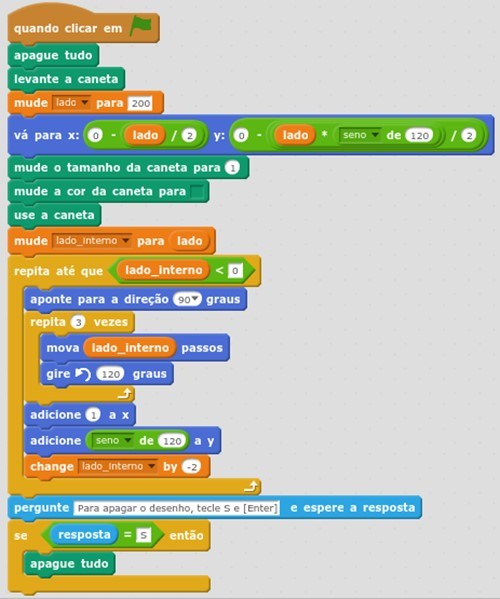 quando clicar em
apague tudo
levante a caneta
mude lado para 200
vá para x: 0 - lado / 2 y: 0 - lado * seno de 120 / 2
mude o tamanho da caneta para 1
mude a cor da caneta para
use a caneta
mude lado_interno para lado
repita até que lado_interno < 0
aponte para a direção 90 graus
repita 3 vezes
mova lado_interno passos
gire 120 graus
adicione 1 a x
adicione seno de 120 a y
change lado_interno by -2
pergunte Para apagar o desenho, tecle S e [Enter] e espere a resposta
se resposta = s então
apague tudo